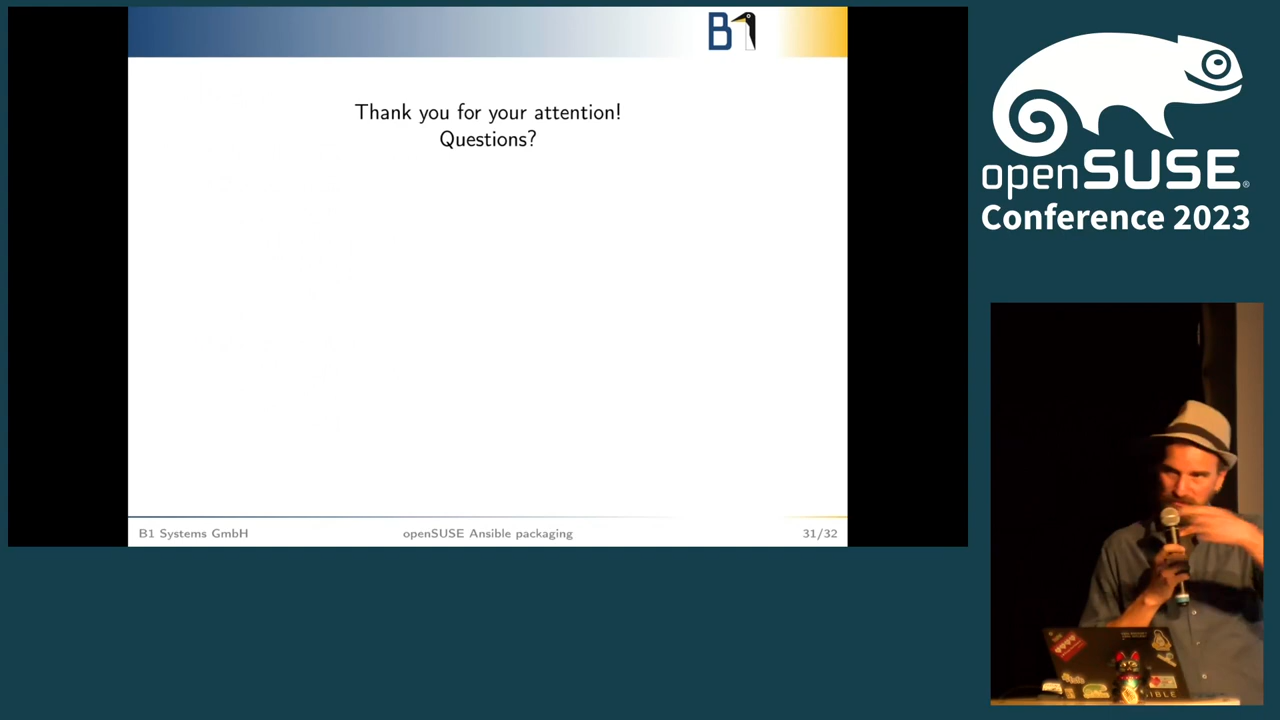 B1
Thank you for your attention!
Questions?
B1 Systems GmbH
openSUSE Ansible packaging
31/32
openSUSE®
Conference 2023